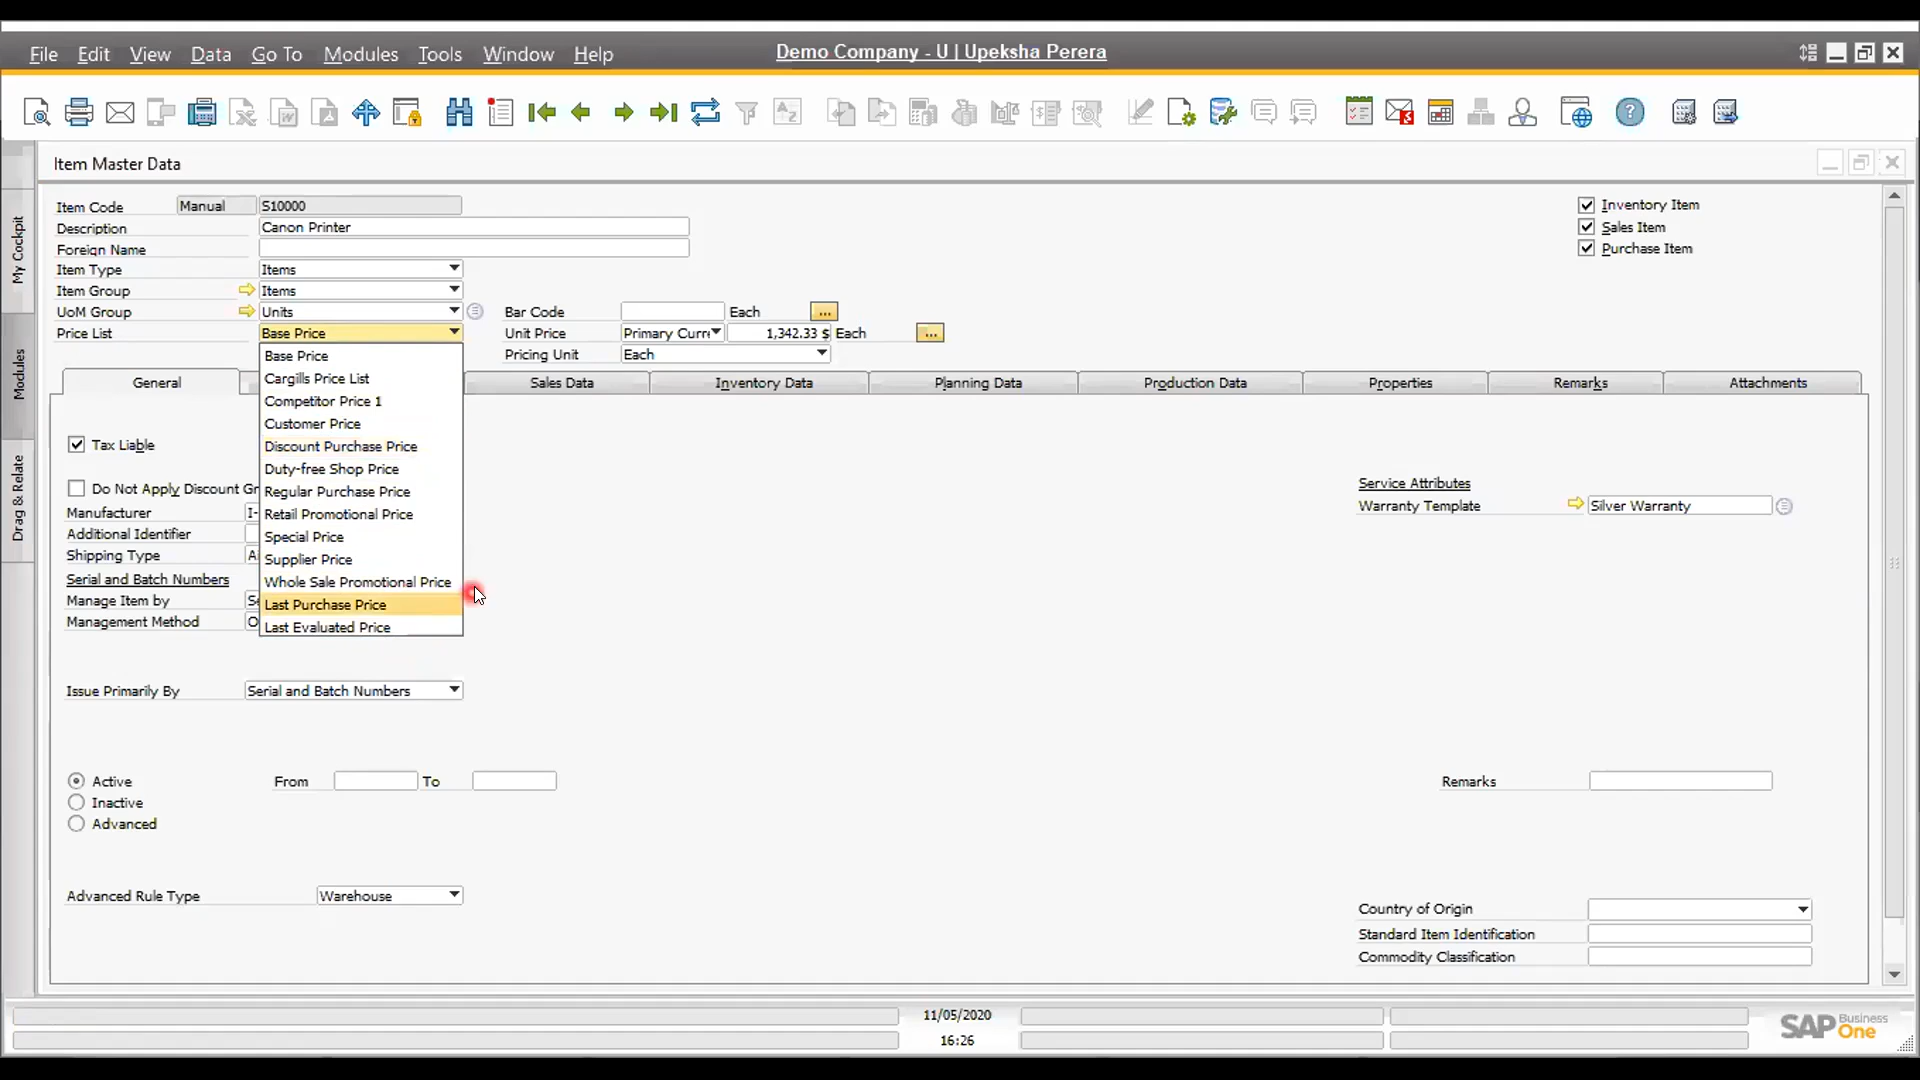 File Edit View Data Go To Modules Tools Window Help
Demo Company - U | Upeksha Perera
Item Master Data
My Cockpit
Modules
Drag & Relate
Item Code Manual S10000
Description Canon Printer
Foreign Name
Item Type Items
Item Group Items
UoM Group Units
Price List Base Price
Bar Code Each ...
Unit Price Primary Curre 1,342.33 $ Each ...
Pricing Unit Each
Inventory Item
Sales Item
Purchase Item
Base Price
Cargills Price List
Competitor Price 1
Customer Price
Discount Purchase Price
Duty-free Shop Price
Regular Purchase Price
Retail Promotional Price
Special Price
Supplier Price
Whole Sale Promotional Price
Last Purchase Price
Last Evaluated Price
General Sales Data Inventory Data Planning Data Production Data Properties Remarks Attachments
Tax Liable
Do Not Apply Discount Gr
Manufacturer I-
Additional Identifier
Shipping Type
Serial and Batch Numbers
Manage Item by
Management Method
Issue Primarily By Serial and Batch Numbers
Service Attributes
Warranty Template Silver Warranty
Active From To
Inactive
Advanced
Remarks
Advanced Rule Type Warehouse
Country of Origin
Standard Item Identification
Commodity Classification
11/05/2020
16:26
SAP Business One